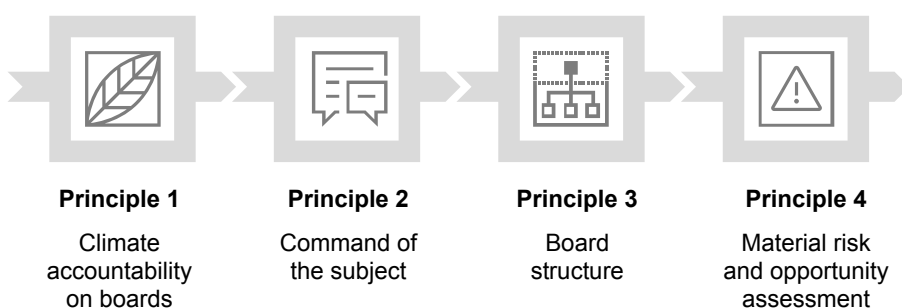 Principle 1
Climate
accountability
on boards
Principle 2
Command of
the subject
Principle 3
Board
structure
Principle 4
Material risk
and opportunity
assessment